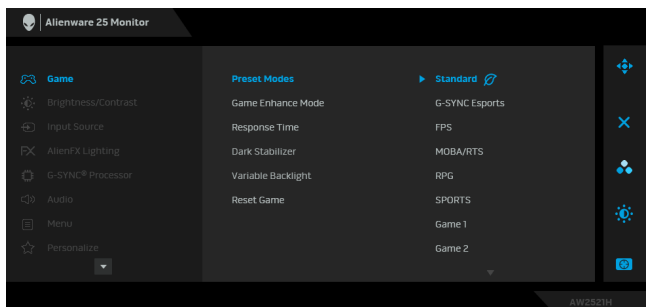 Alienware 25 Monitor
Game
Brightness/Contrast
Input Source
FX AlienFX Lighting
G-SYNC® Processor
Audio
Menu
Personalize
Preset Modes
Game Enhance Mode
Response Time
Dark Stabilizer
Variable Backlight
Reset Game
Standard
G-SYNC Esports
FPS
MOBA/RTS
RPG
SPORTS
Game 1
Game 2
AW2521H